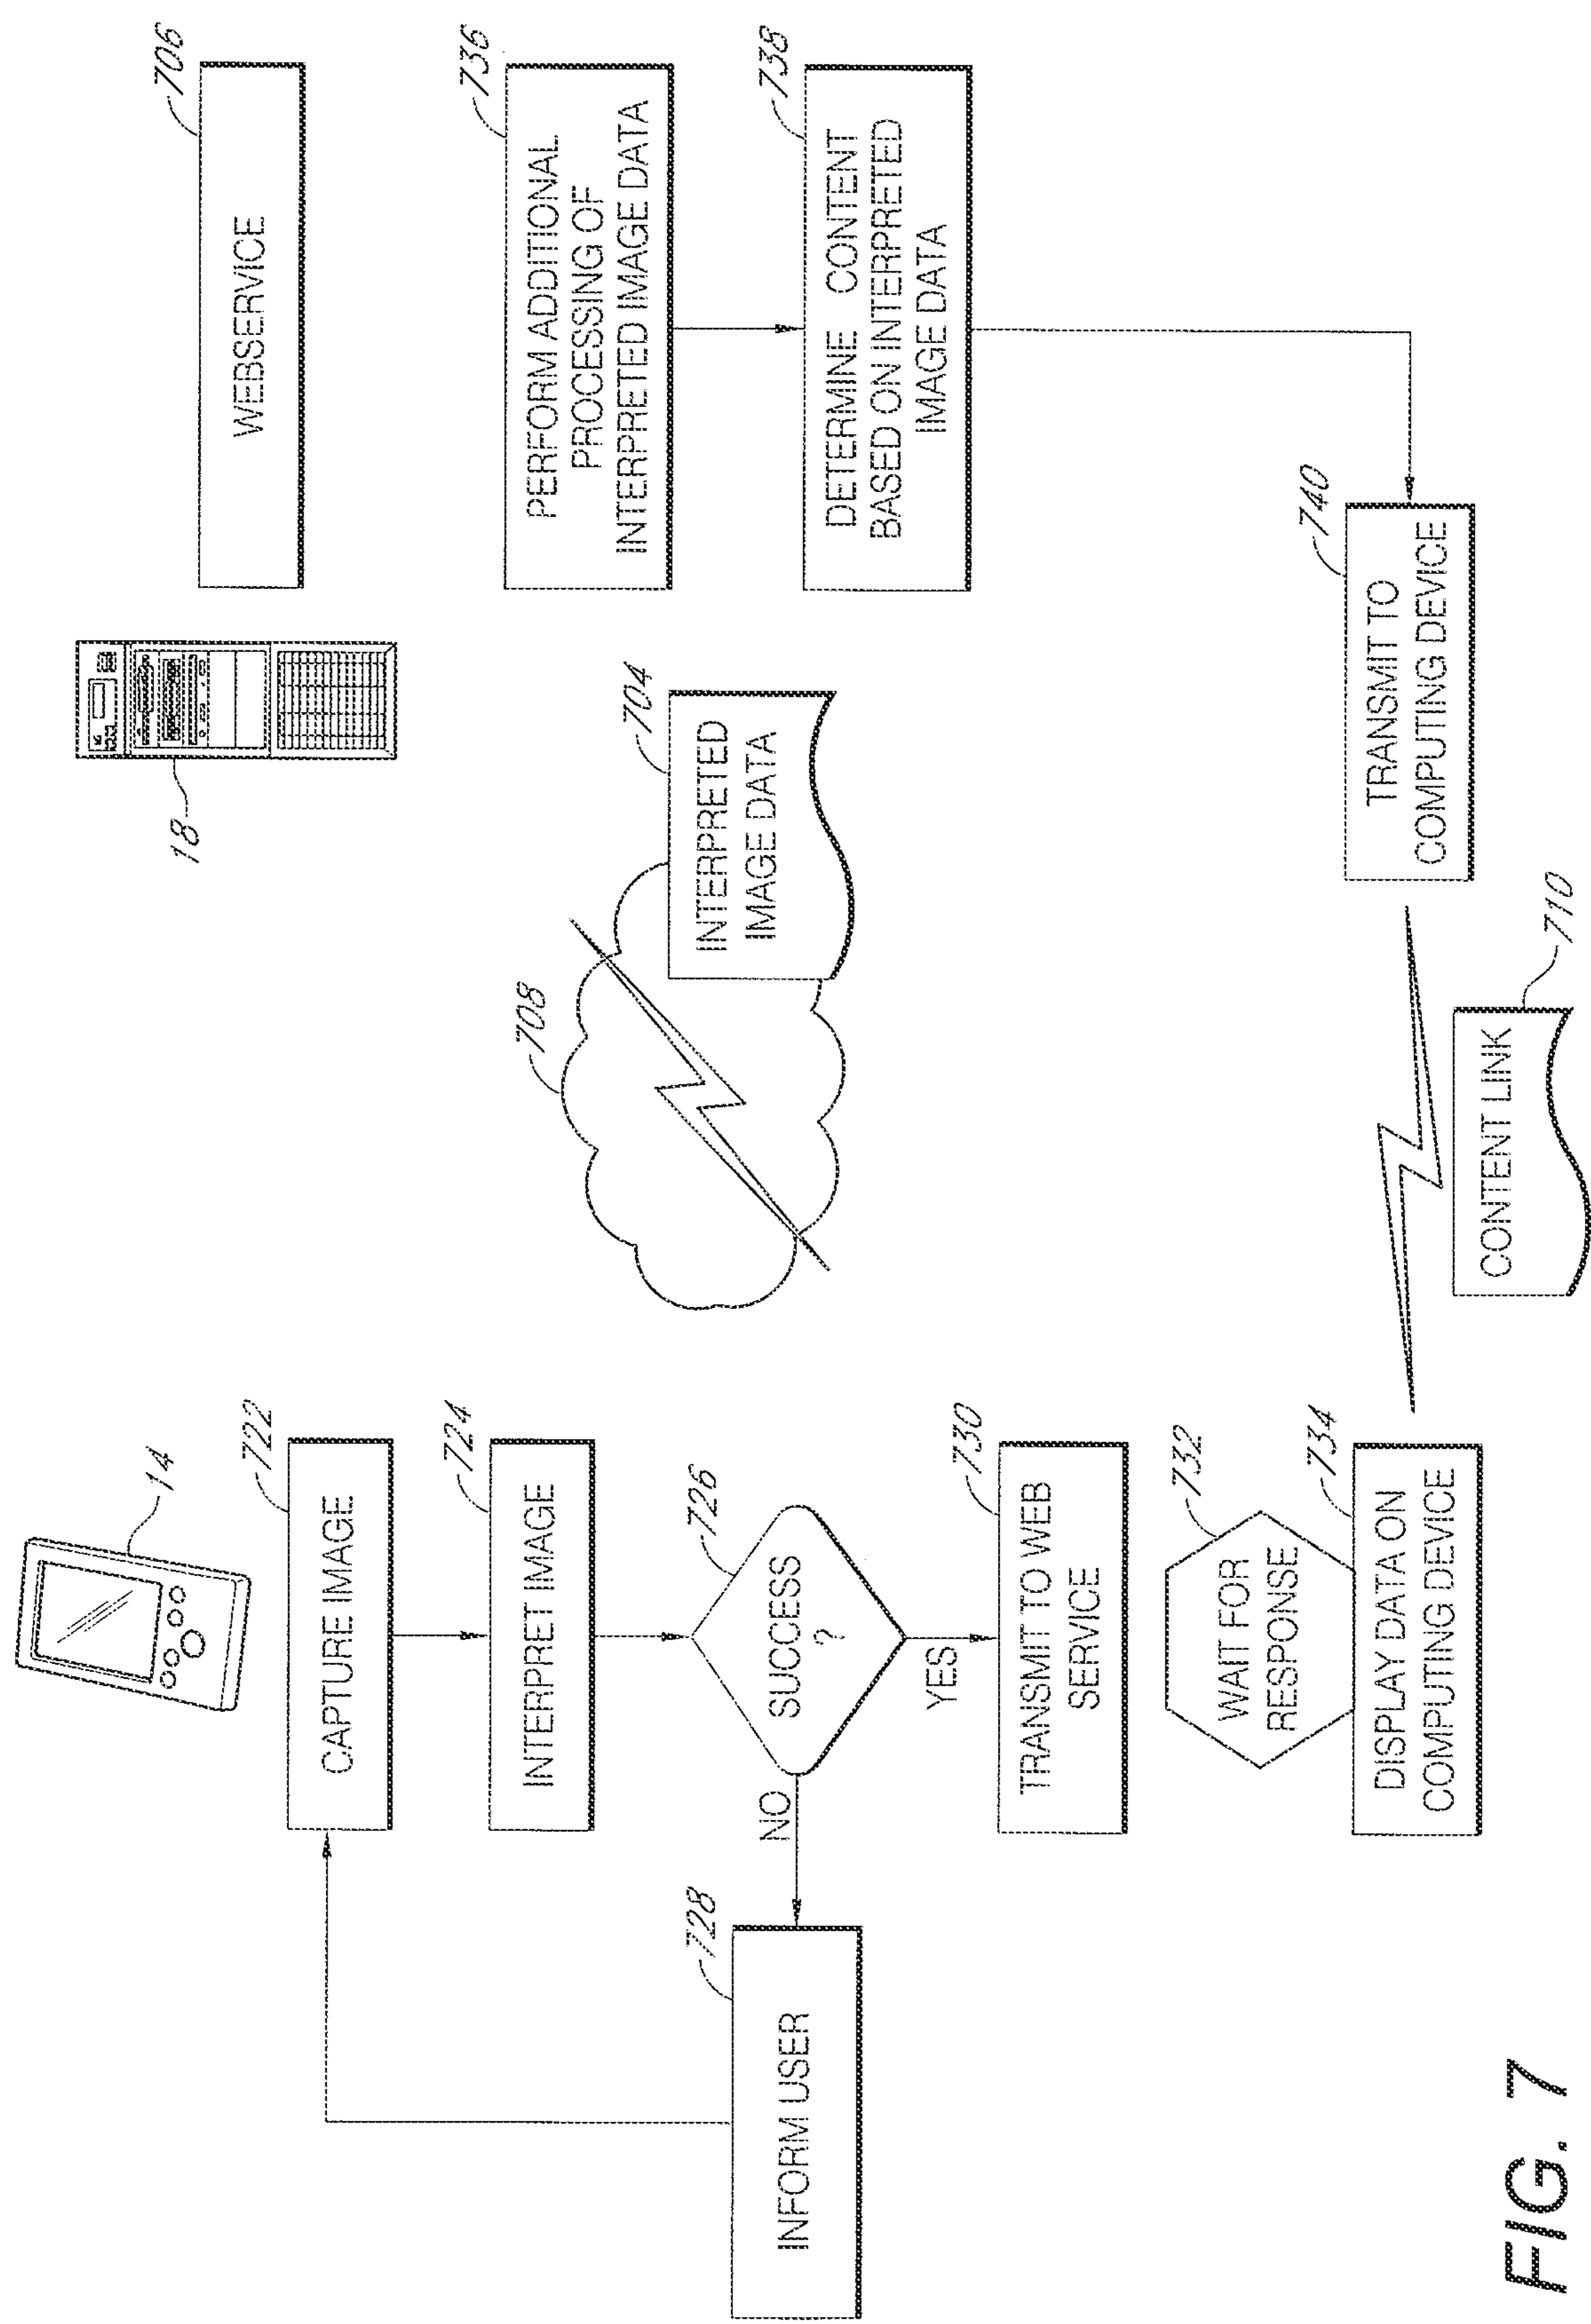 14
722
CAPTURE IMAGE
724
INTERPRET IMAGE
726
SUCCESS
?
NO
YES
728
INFORM USER
730
TRANSMIT TO WEB
SERVICE
732
WAIT FOR
RESPONSE
734
DISPLAY DATA ON
COMPUTING DEVICE
708
704
INTERPRETED
IMAGE DATA
710
CONTENT LINK
18
706
WEBSERVICE
736
PERFORM ADDITIONAL
PROCESSING OF
INTERPRETED IMAGE DATA
738
DETERMINE CONTENT
BASED ON INTERPRETED
IMAGE DATA
740
TRANSMIT TO
COMPUTING DEVICE
FIG. 7